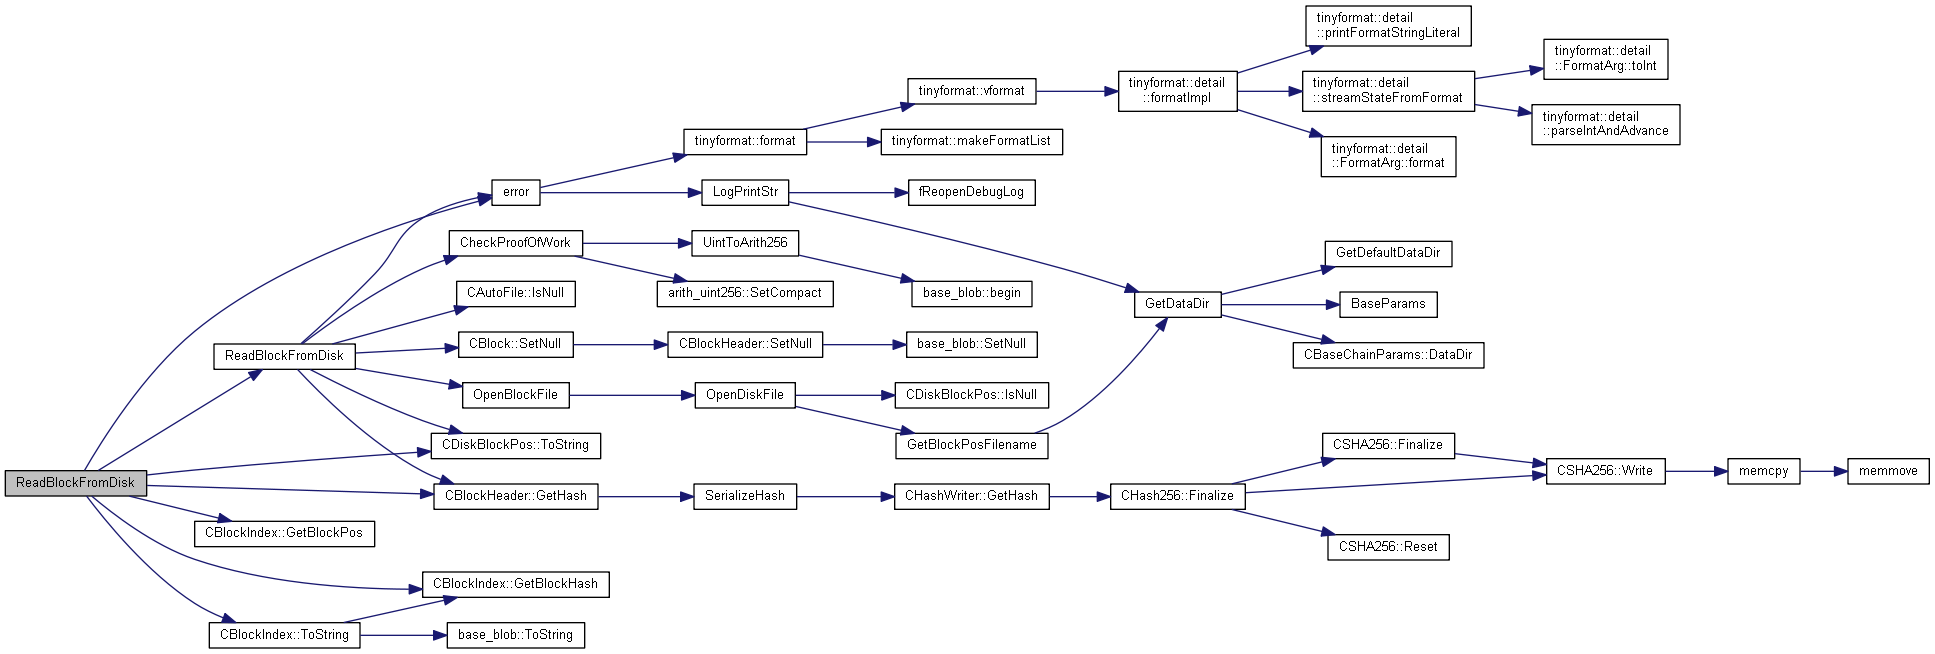 tinyformat::detail
::printFormatStringLiteral
tinyformat::detail
::FormatArg::toInt
tinyformat::vformat
tinyformat::detail
::formatImpl
tinyformat::detail
::streamStateFromFormat
tinyformat::detail
::parseIntAndAdvance
tinyformat::format
tinyformat::makeFormatList
tinyformat::detail
::FormatArg::format
error
LogPrintStr
fReopenDebugLog
CheckProofOfWork
UintToArith256
GetDefaultDataDir
CAutoFile::IsNull
arith_uint256::SetCompact
base_blob::begin
GetDataDir
BaseParams
ReadBlockFromDisk
CBlock::SetNull
CBlockHeader::SetNull
base_blob::SetNull
CBaseChainParams::DataDir
OpenBlockFile
OpenDiskFile
CDiskBlockPos::IsNull
CDiskBlockPos::ToString
GetBlockPosFilename
CSHA256::Finalize
ReadBlockFromDisk
CBlockHeader::GetHash
SerializeHash
CHashWriter::GetHash
CHash256::Finalize
CSHA256::Write
memcpy
memmove
CBlockIndex::GetBlockPos
CSHA256::Reset
CBlockIndex::GetBlockHash
CBlockIndex::ToString
base_blob::ToString